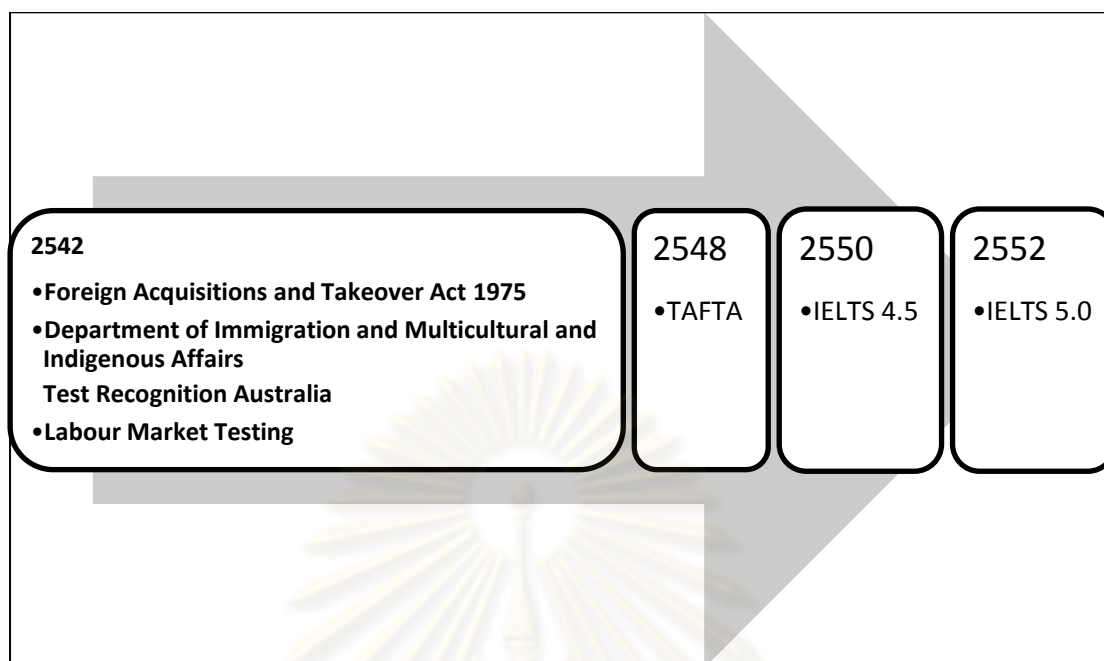 2542
•Foreign Acquisitions and Takeover Act 1975
•Department of Immigration and Multicultural and
Indigenous Affairs
Test Recognition Australia
•Labour Market Testing
2548
•TAFTA
2550
•IELTS 4.5
2552
•IELTS 5.0